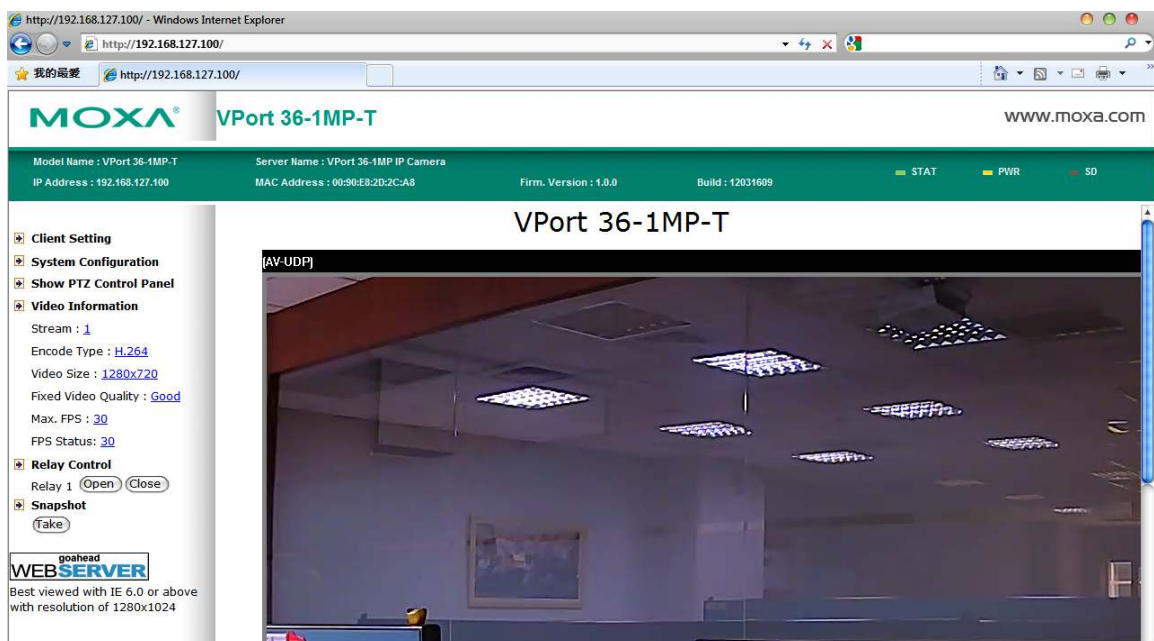 http://192.168.127.100/ - Windows Internet Explorer
http://192.168.127.100/
我的最愛
http://192.168.127.100/
MOXA®
VPort 36-1MP-T
www.moxa.com
Model Name : VPort 36-1MP-T
Server Name : VPort 36-1MP IP Camera
STAT
PWR
SD
IP Address : 192.168.127.100
MAC Address : 00:90:E8:2D:2C:A8
Firm. Version : 1.0.0
Build : 12031609
VPort 36-1MP-T
(AV-UDP)
Client Setting
System Configuration
Show PTZ Control Panel
Video Information
Stream : 1
Encode Type : H.264
Video Size : 1280x720
Fixed Video Quality : Good
Max. FPS : 30
FPS Status: 30
Relay Control
Relay 1 Open Close
Snapshot
Take
goahead
WEBSERVER
Best viewed with IE 6.0 or above
with resolution of 1280x1024